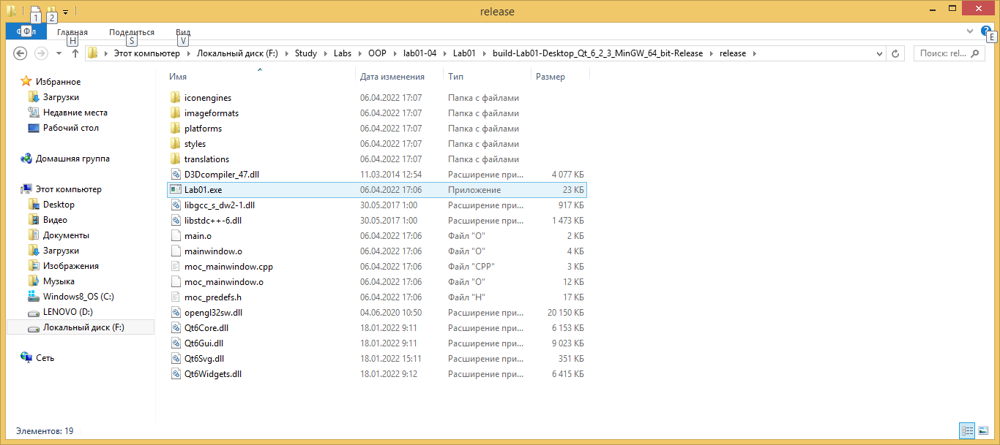 release
1 2
Фл Ф Главная Поделиться Вид
H S V E
Этот компьютер Локальный диск (F:) Study Labs OOP lab01-04 Lab01 build-Lab01-Desktop_Qt_6_2_3_MinGW_64_bit-Release release Поиск: rel...
Имя Дата изменения Тип Размер
Избранное
Загрузки
Недавние места
Рабочий стол
Домашняя группа
Этот компьютер
Desktop
Видео
Документы
Загрузки
Изображения
Музыка
Windows8_OS (C:)
LENOVO (D:)
Локальный диск (F:)
Сеть
iconengines 06.04.2022 17:07 Папка с файлами
imageformats 06.04.2022 17:07 Папка с файлами
platforms 06.04.2022 17:07 Папка с файлами
styles 06.04.2022 17:07 Папка с файлами
translations 06.04.2022 17:07 Папка с файлами
D3Dcompiler_47.dll 11.03.2014 12:54 Расширение при... 4 077 КБ
Lab01.exe 06.04.2022 17:06 Приложение 23 КБ
libgcc_s_dw2-1.dll 30.05.2017 1:00 Расширение при... 917 КБ
libstdc++-6.dll 30.05.2017 1:00 Расширение при... 1 473 КБ
main.o 06.04.2022 17:06 Файл "O" 2 КБ
mainwindow.o 06.04.2022 17:06 Файл "O" 4 КБ
moc_mainwindow.cpp 06.04.2022 17:06 Файл "CPP" 3 КБ
moc_mainwindow.o 06.04.2022 17:06 Файл "O" 12 КБ
moc_predefs.h 06.04.2022 17:06 Файл "H" 17 КБ
opengl32sw.dll 04.06.2020 10:50 Расширение при... 20 150 КБ
Qt6Core.dll 18.01.2022 9:11 Расширение при... 6 153 КБ
Qt6Gui.dll 18.01.2022 9:11 Расширение при... 9 023 КБ
Qt6Svg.dll 18.01.2022 15:11 Расширение при... 351 КБ
Qt6Widgets.dll 18.01.2022 9:12 Расширение при... 6 415 КБ
Элементов: 19